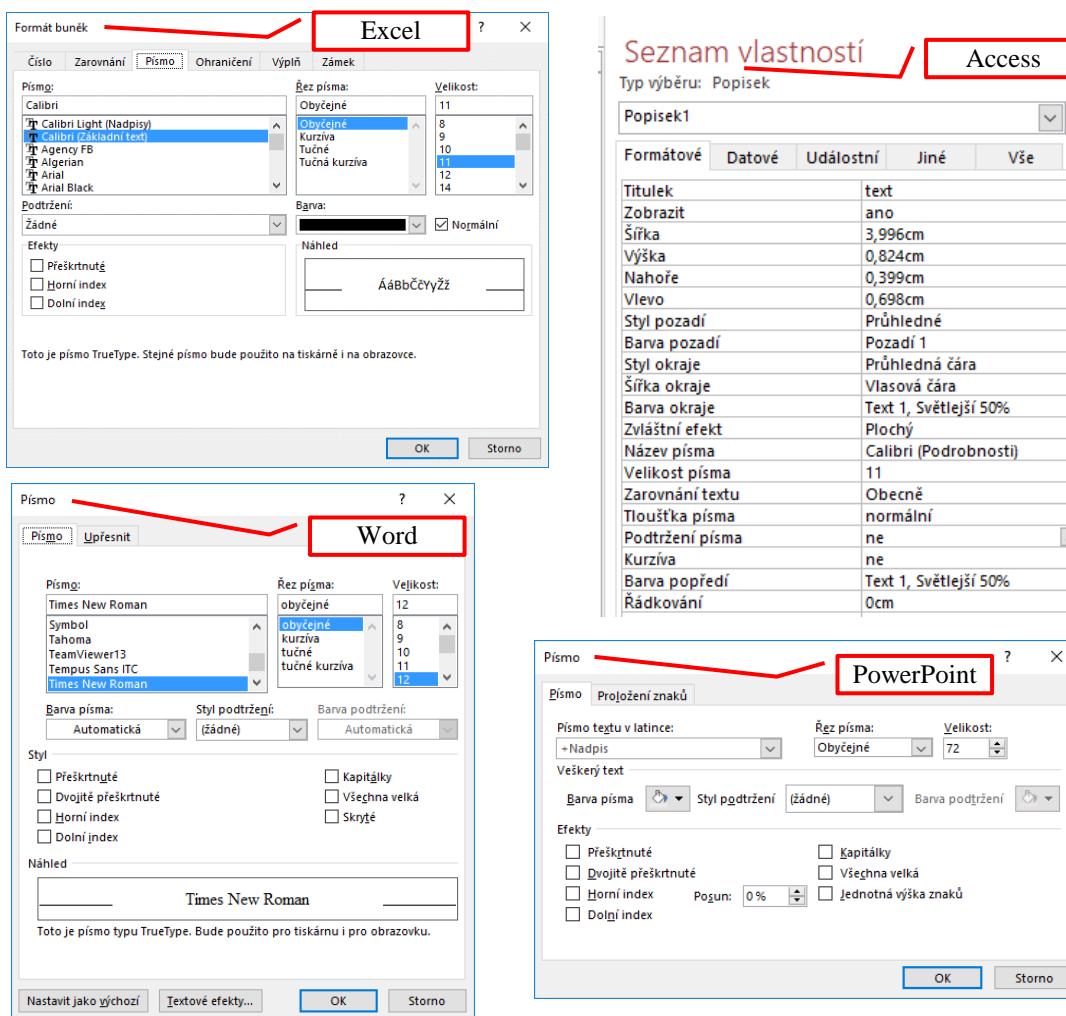 Formát buněk
Excel
?
Číslo Zarovnání Písmo Ohraničení Výplň Zámek
Písmo: Řez písma: Velikost:
Calibri Obyčejné 11
Calibri Light (Nadpisy) Obyčejné 8
Calibri (Základní text) Kurzíva 9
Agency FB Tučné 10
Algerian Tučná kurzíva 11
Arial 12
Arial Black 14
Podtržení: Barva:
Žádné Normální
Efekty Náhled
Přeškrtnuté
Horní index ÁáBbČčYyŽž
Dolní index
Toto je písmo TrueType. Stejné písmo bude použito na tiskárně i na obrazovce.
OK Storno
Seznam vlastností
Access
Typ výběru: Popisek
Popisek1
Formátové Datové Událostní Jiné Vše
Titulek text
Zobrazit ano
Šířka 3,996cm
Výška 0,824cm
Nahoře 0,399cm
Vlevo 0,698cm
Styl pozadí Průhledné
Barva pozadí Pozadí 1
Styl okraje Průhledná čára
Šířka okraje Vlasová čára
Barva okraje Text 1, Světlejší 50%
Zvláštní efekt Plochý
Název písma Calibri (Podrobnosti)
Velikost písma 11
Zarovnání textu Obecně
Tloušťka písma normální
Podtržení písma ne
Kurzíva ne
Barva popředí Text 1, Světlejší 50%
Řádkování 0cm
Písmo
Word
?
Písmo Upřesnit
Písmo: Řez písma: Velikost:
Times New Roman obyčejné 12
Symbol obyčejné 8
Tahoma kurzíva 9
TeamViewer13 tučné 10
Tempus Sans ITC tučné kurzíva 11
Times New Roman 12
Barva písma: Styl podtržení: Barva podtržení:
Automatická (žádné) Automatická
Styl
Přeškrtnuté Kapitálky
Dvojitě přeškrtnuté Všechna velká
Horní index Skryté
Dolní index
Náhled
Times New Roman
Toto je písmo typu TrueType. Bude použito pro tiskárnu i pro obrazovku.
Nastavit jako výchozí Textové efekty... OK Storno
Písmo
PowerPoint
?
Písmo Proložení znaků
Písmo textu v latince: Řez písma: Velikost:
+Nadpis Obyčejné 72
Veškerý text
Barva písma Styl podtržení (žádné) Barva podtržení
Efekty
Přeškrtnuté Kapitálky
Dvojitě přeškrtnuté Všechna velká
Horní index Posun: 0 % Jednotná výška znaků
Dolní index
OK Storno